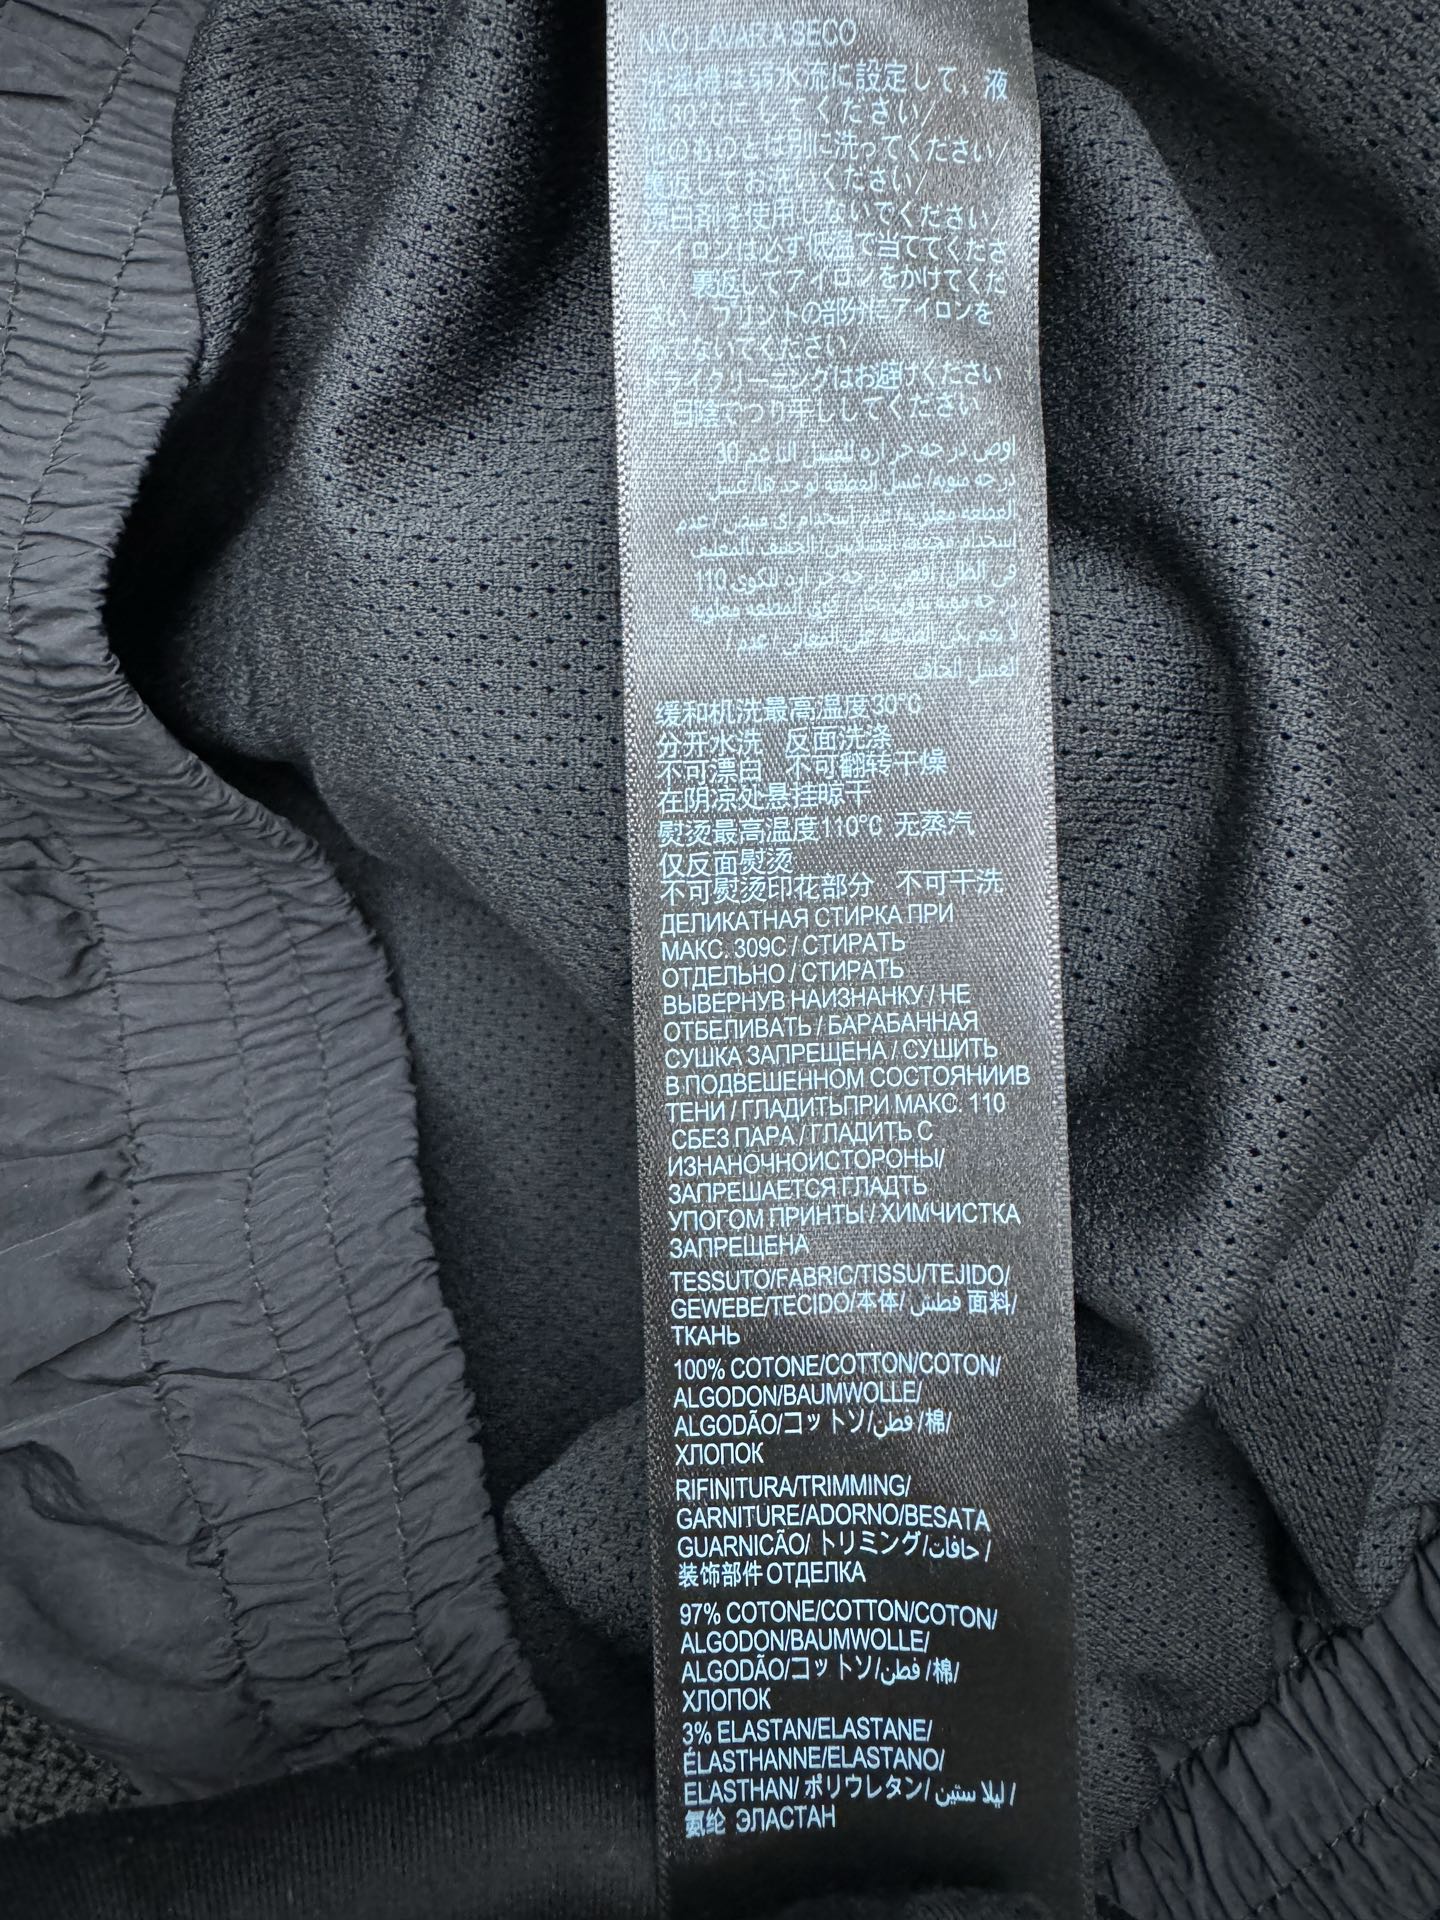 NÃO LAVAR A SECO
洗濯機は弱水流に設定して、液
温30℃にしてください/
他のものとは別に洗ってください/
裏返してお洗いください/
漂白剤を使用しないでください/
アイロンは必ず低温で当ててくださ
い/ 裏返してアイロンをかけてくだ
さい/プリントの部分にアイロンを
あてないでください/
ドライクリーニングはお避けください
/ 日陰でつり干ししてください
30
110
缓和机洗最高温度30°C
分开水洗 反面洗涤
不可漂白 不可翻转干燥
在阴凉处悬挂晾干
熨烫最高温度110°C 无蒸汽
仅反面熨烫
不可熨烫印花部分 不可干洗
ДЕЛИКАТНАЯ СТИРКА ПРИ
МАКС. 309С / СТИРАТЬ
ОТДЕЛЬНО / СТИРАТЬ
ВЫВЕРНУВ НАИЗНАНКУ / НЕ
ОТБЕЛИВАТЬ / БАРАБАННАЯ
СУШКА ЗАПРЕЩЕНА / СУШИТЬ
В ПОДВЕШЕННОМ СОСТОЯНИИВ
ТЕНИ / ГЛАДИТЬПРИ МАКС. 110
СБЕЗ ПАРА / ГЛАДИТЬ С
ИЗНАНОЧНОИСТОРОНЫ/
ЗАПРЕШАЕТСЯ ГЛАДТЬ
УПОГОМ ПРИНТЫ / ХИМЧИСТКА
ЗАПРЕЩЕНА
TESSUTO/FABRIC/TISSU/TEJIDO/
GEWEBE/TECIDO/本体/ قطس 面料/
ТКАНЬ
100% COTONE/COTTON/COTON/
ALGODON/BAUMWOLLE/
ALGODÃO/コットソ/قطن /棉/
ХЛОПОК
RIFINITURA/TRIMMING/
GARNITURE/ADORNO/BESATA
GUARNICÃO/ トリミング/حافات /
装饰部件 ОТДЕЛКА
97% COTONE/COTTON/COTON/
ALGODON/BAUMWOLLE/
ALGODÃO/コットソ/قطن /棉/
ХЛОПОК
3% ELASTAN/ELASTANE/
ÉLASTHANNE/ELASTANO/
ELASTHAN/ ポリウレタン/ ليلا ستين /
氨纶 ЭЛАСТАН